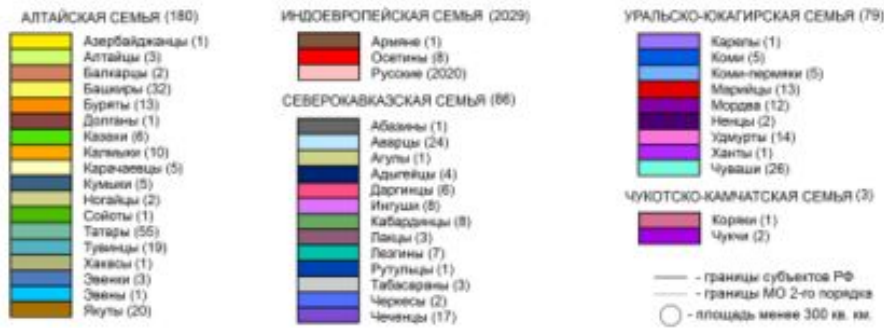 АЛТАЙСКАЯ СЕМЬЯ (180)
Азербайджанцы (1)
Алтайцы (3)
Балкарцы (2)
Башкиры (32)
Буряты (13)
Долганы (1)
Казахи (6)
Калмыки (10)
Карачаевцы (5)
Кумыки (5)
Ногайцы (2)
Сойоты (1)
Татары (55)
Тувинцы (19)
Хакасы (1)
Эвенки (3)
Эвены (1)
Якуты (20)
ИНДОЕВРОПЕЙСКАЯ СЕМЬЯ (2029)
Армяне (1)
Осетины (8)
Русские (2020)
СЕВЕРОКАВКАЗСКАЯ СЕМЬЯ (86)
Абазины (1)
Аварцы (24)
Агулы (1)
Адыгейцы (4)
Даргинцы (6)
Ингуши (8)
Кабардинцы (8)
Лакцы (3)
Лезгины (7)
Рутульцы (1)
Табасараны (3)
Черкесы (2)
Чеченцы (17)
УРАЛЬСКО-ЮКАГИРСКАЯ СЕМЬЯ (79)
Карелы (1)
Коми (5)
Коми-пермяки (5)
Марийцы (13)
Мордва (12)
Ненцы (2)
Удмурты (14)
Ханты (1)
Чуваши (26)
ЧУКОТСКО-КАМЧАТСКАЯ СЕМЬЯ (3)
Коряки (1)
Чукчи (2)
- границы субъектов РФ
- границы МО 2-го порядка
- площадь менее 300 кв. км.